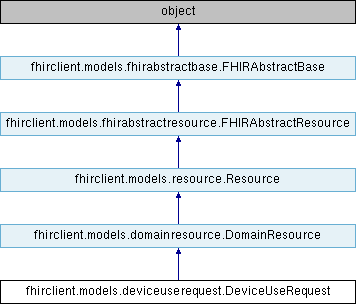 object
fhirclient.models.fhirabstractbase.FHIRAbstractBase
fhirclient.models.fhirabstractresource.FHIRAbstractResource
fhirclient.models.resource.Resource
fhirclient.models.domainresource.DomainResource
fhirclient.models.deviceuserequest.DeviceUseRequest